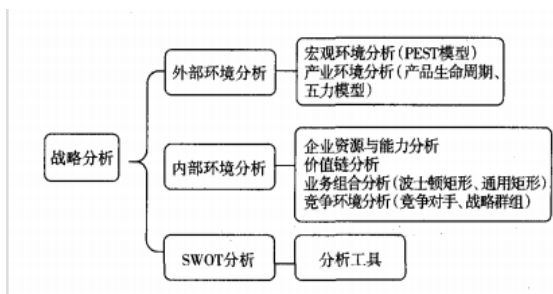 战略分析
外部环境分析
宏观环境分析(PEST模型)
产业环境分析(产品生命周期、
五力模型)
内部环境分析
企业资源与能力分析
价值链分析
业务组合分析(波士顿矩形、通用矩形)
竞争环境分析(竞争对手、战略群组)
SWOT分析
分析工具